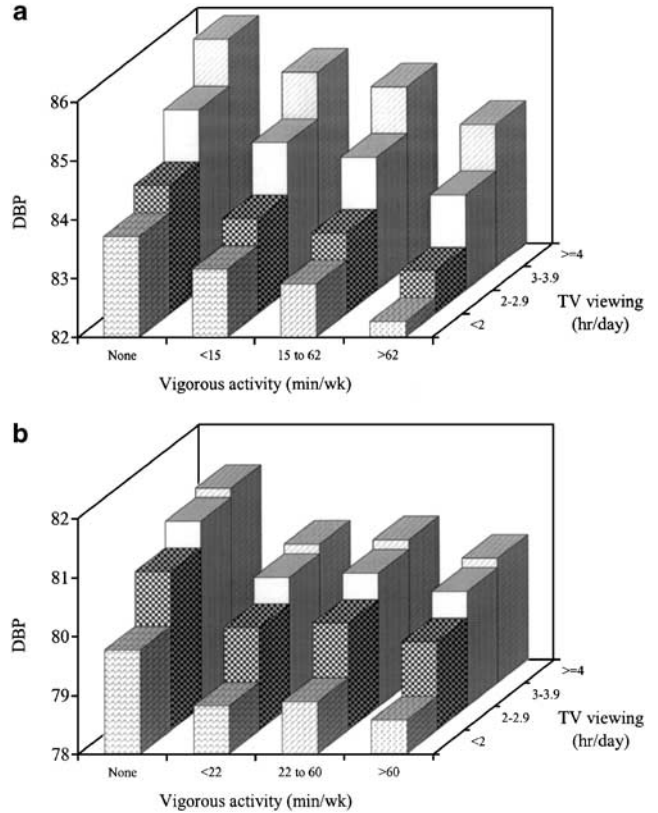 a
86
85
84
83
82
DBP
None
<15
15 to 62
>62
Vigorous activity (min/wk)
<2
2-2.9
3-3.9
>=4
TV viewing
(hr/day)
b
82
81
80
79
78
DBP
None
<22
22 to 60
>60
Vigorous activity (min/wk)
<2
2-2.9
3-3.9
>=4
TV viewing
(hr/day)